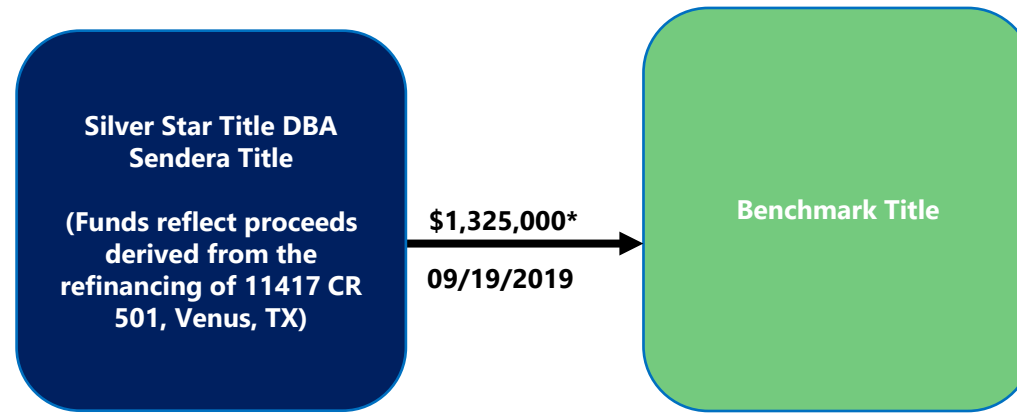 Silver Star Title DBA
Sendera Title
(Funds reflect proceeds
derived from the
refinancing of 11417 CR
501, Venus, TX)
$1,325,000*
09/19/2019
Benchmark Title